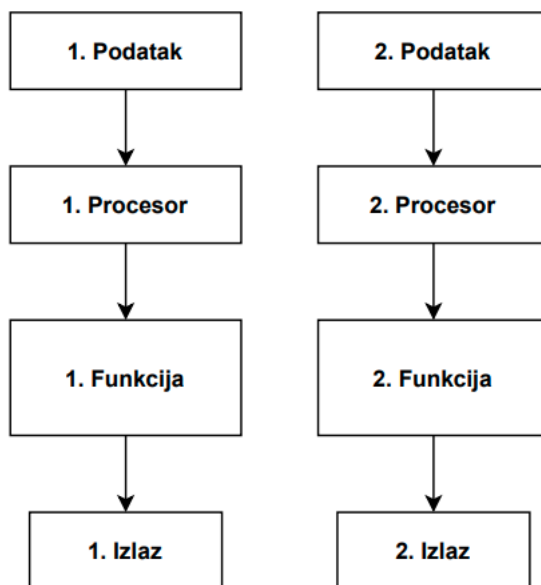 1. Podatak
2. Podatak
1. Procesor
2. Procesor
1. Funkcija
2. Funkcija
1. Izlaz
2. Izlaz